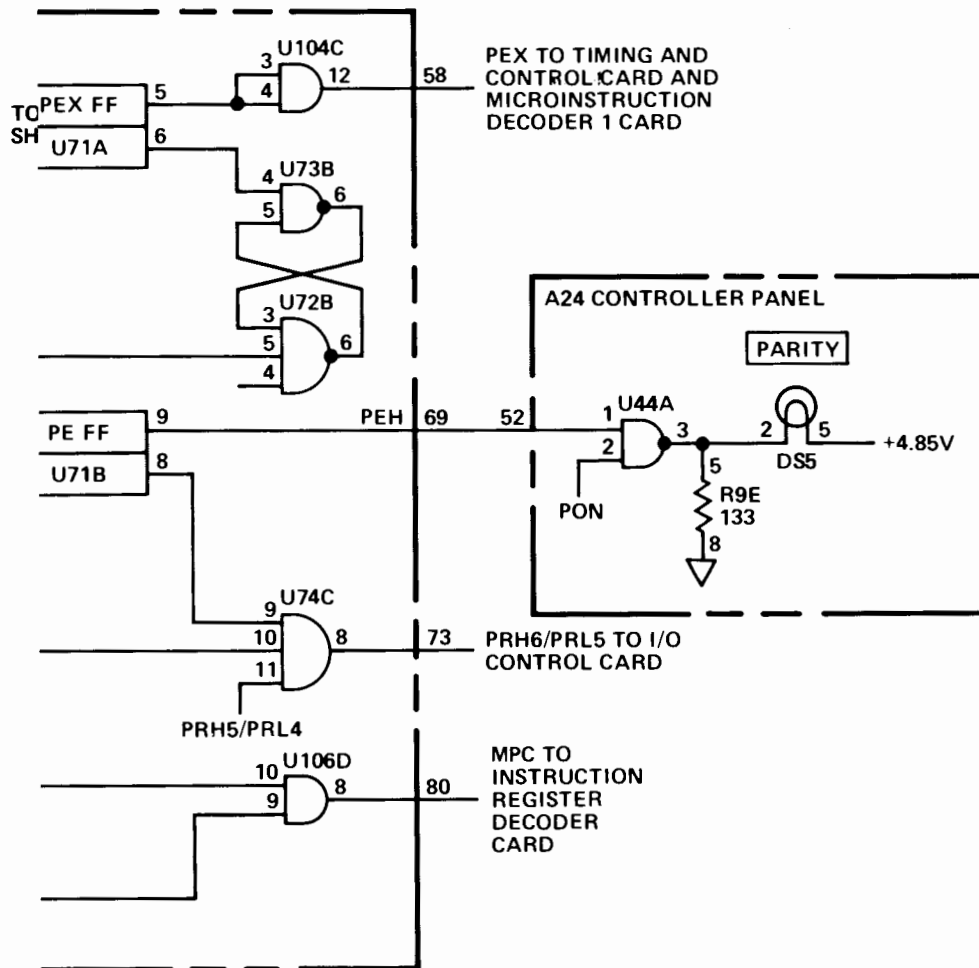 U104C
3
4
12
58
PEX TO TIMING AND
CONTROL CARD AND
MICROINSTRUCTION
DECODER 1 CARD
TO
SH
PEX FF
5
U71A
6
U73B
4
5
6
U72B
3
5
4
6
A24 CONTROLLER PANEL
PARITY
PE FF
9
PEH
69
52
U71B
8
U44A
1
2
3
PON
2
5
DS5
+4.85V
5
R9E
133
8
U74C
9
10
11
8
73
PRH6/PRL5 TO I/O
CONTROL CARD
PRH5/PRL4
U106D
10
9
8
80
MPC TO
INSTRUCTION
REGISTER
DECODER
CARD